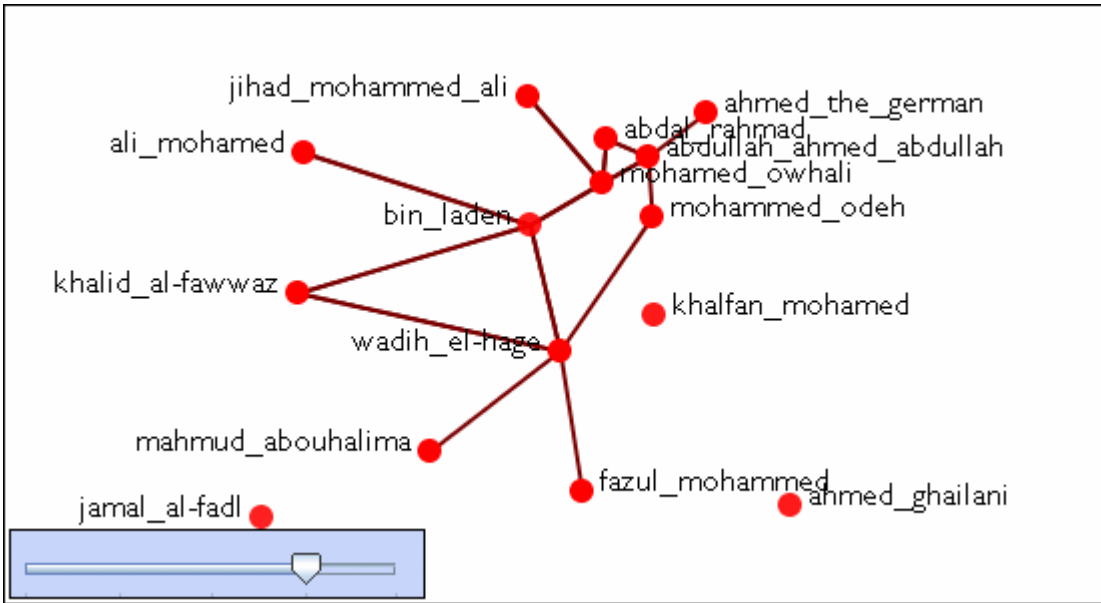 jihad_mohammed_ali
ahmed_the_german
abdal_rahmad
ali_mohamed
abdullah_ahmed_abdullah
mohamed_owhali
bin_laden
mohammed_odeh
khalid_al-fawwaz
khalfan_mohamed
wadih_el-hage
mahmud_abouhalima
fazul_mohammed
ahmed_ghailani
jamal_al-fadl